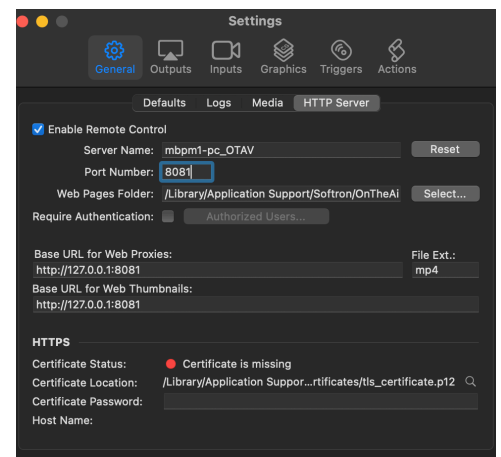 Settings
General Outputs Inputs Graphics Triggers Actions
Defaults Logs Media HTTP Server
Enable Remote Control
Server Name: mbpm1-pc_OTAV Reset
Port Number: 8081
Web Pages Folder: /Library/Application Support/Softron/OnTheAi Select...
Require Authentication: Authorized Users...
Base URL for Web Proxies: File Ext.:
http://127.0.0.1:8081 mp4
Base URL for Web Thumbnails:
http://127.0.0.1:8081
HTTPS
Certificate Status: Certificate is missing
Certificate Location: /Library/Application Suppor...rtificates/tls_certificate.p12
Certificate Password:
Host Name: